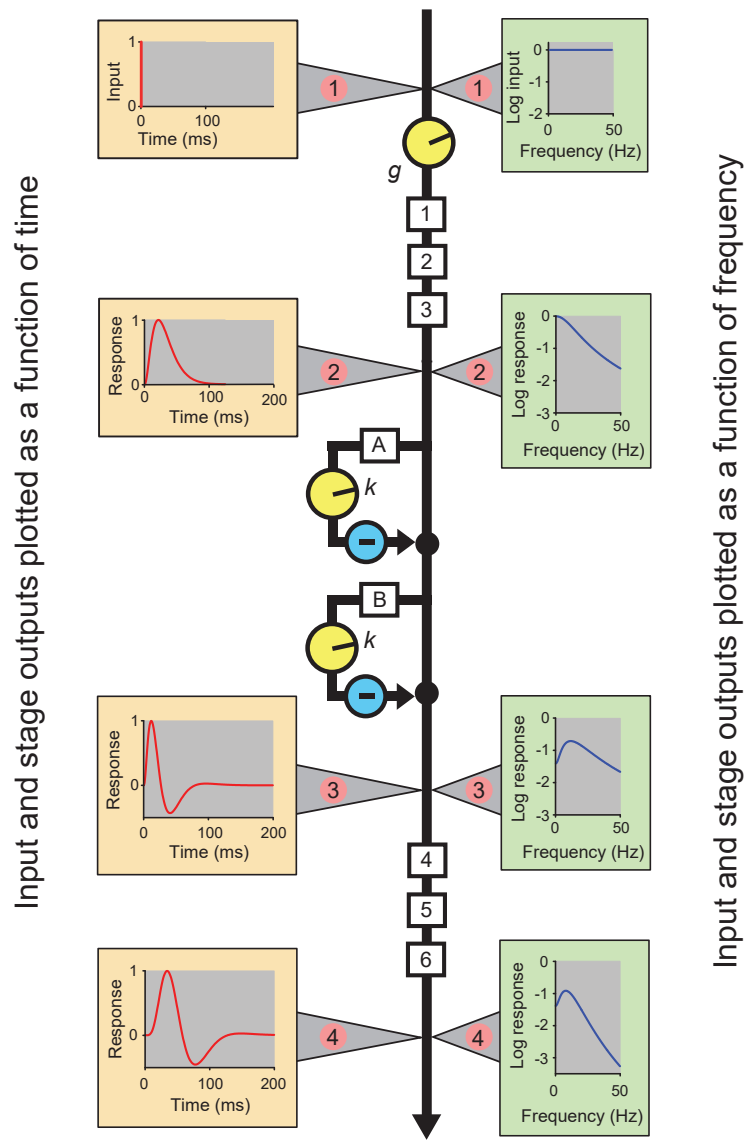 Input and stage outputs plotted as a function of time
1
Input
0
100
Time (ms)
1
1
0
-1
-2
Log input
50
0
Frequency (Hz)
g
1
2
3
1
Response
0
0
100
200
Time (ms)
2
2
0
-1
-2
-3
Log response
50
0
Frequency (Hz)
A
k
-
B
k
-
1
Response
0
0
100
200
Time (ms)
3
3
0
-1
-2
-3
Log response
0
50
Frequency (Hz)
4
5
6
1
Response
0
0
100
200
Time (ms)
4
4
0
-1
-2
-3
Log response
0
50
Frequency (Hz)
Input and stage outputs plotted as a function of frequency